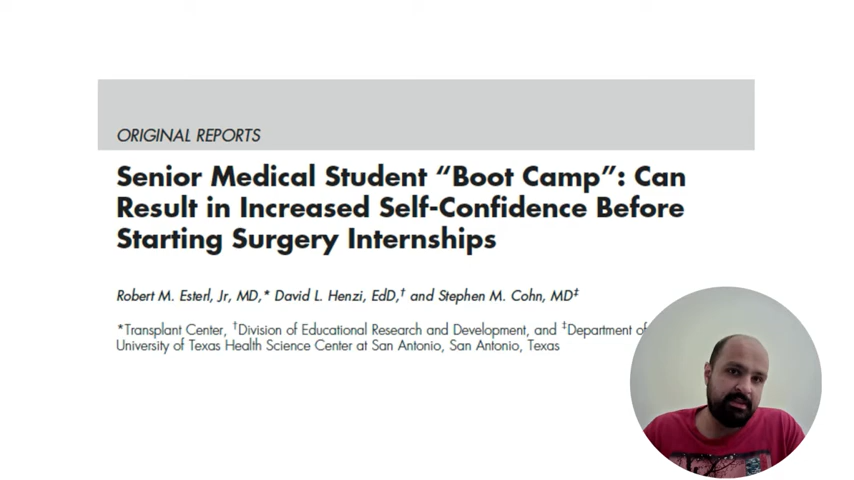 ORIGINAL REPORTS
Senior Medical Student “Boot Camp”: Can
Result in Increased Self-Confidence Before
Starting Surgery Internships
Robert M. Esterl, Jr, MD,* David L. Henzi, EdD,† and Stephen M. Cohn, MD‡
*Transplant Center, †Division of Educational Research and Development, and ‡Department of
University of Texas Health Science Center at San Antonio, San Antonio, Texas